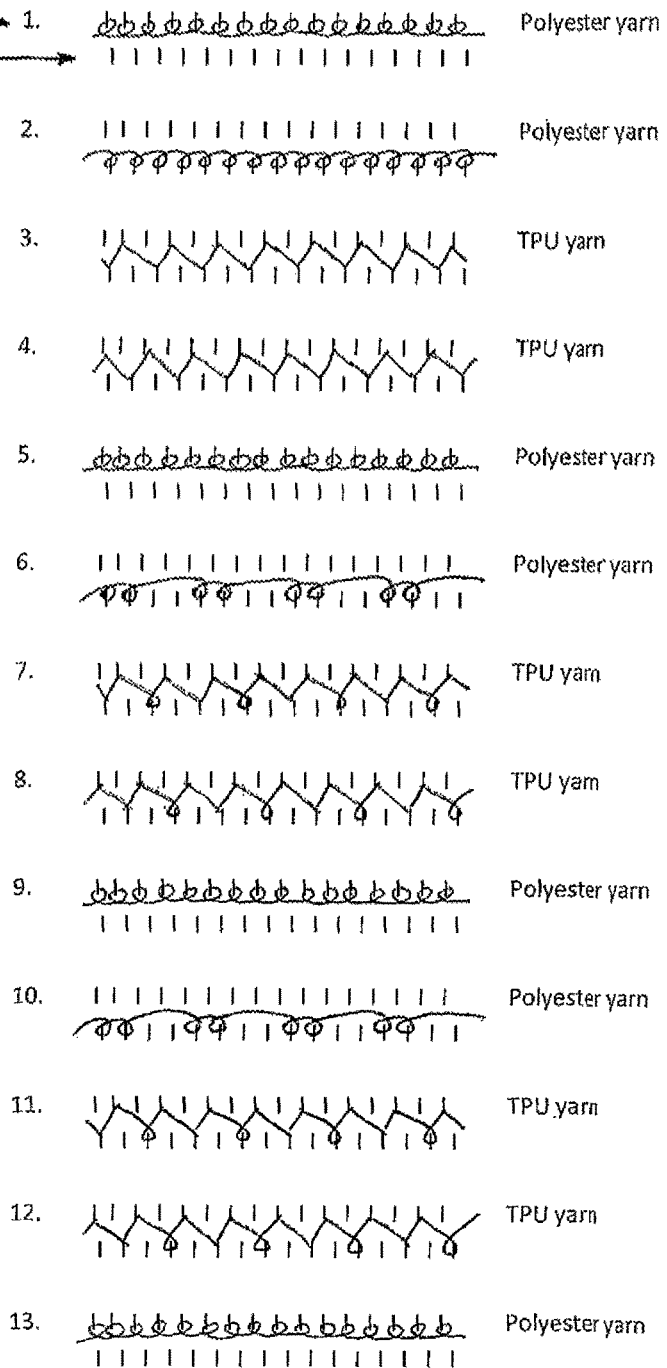 1. Polyester yarn
2. Polyester yarn
3. TPU yarn
4. TPU yarn
5. Polyester yarn
6. Polyester yarn
7. TPU yarn
8. TPU yarn
9. Polyester yarn
10. Polyester yarn
11. TPU yarn
12. TPU yarn
13. Polyester yarn